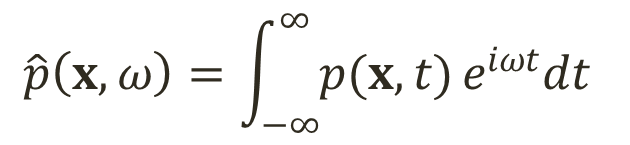 p̂(𝐱, ω) = ∫_{−∞}^{∞} p(𝐱, t) e^{iωt} dt